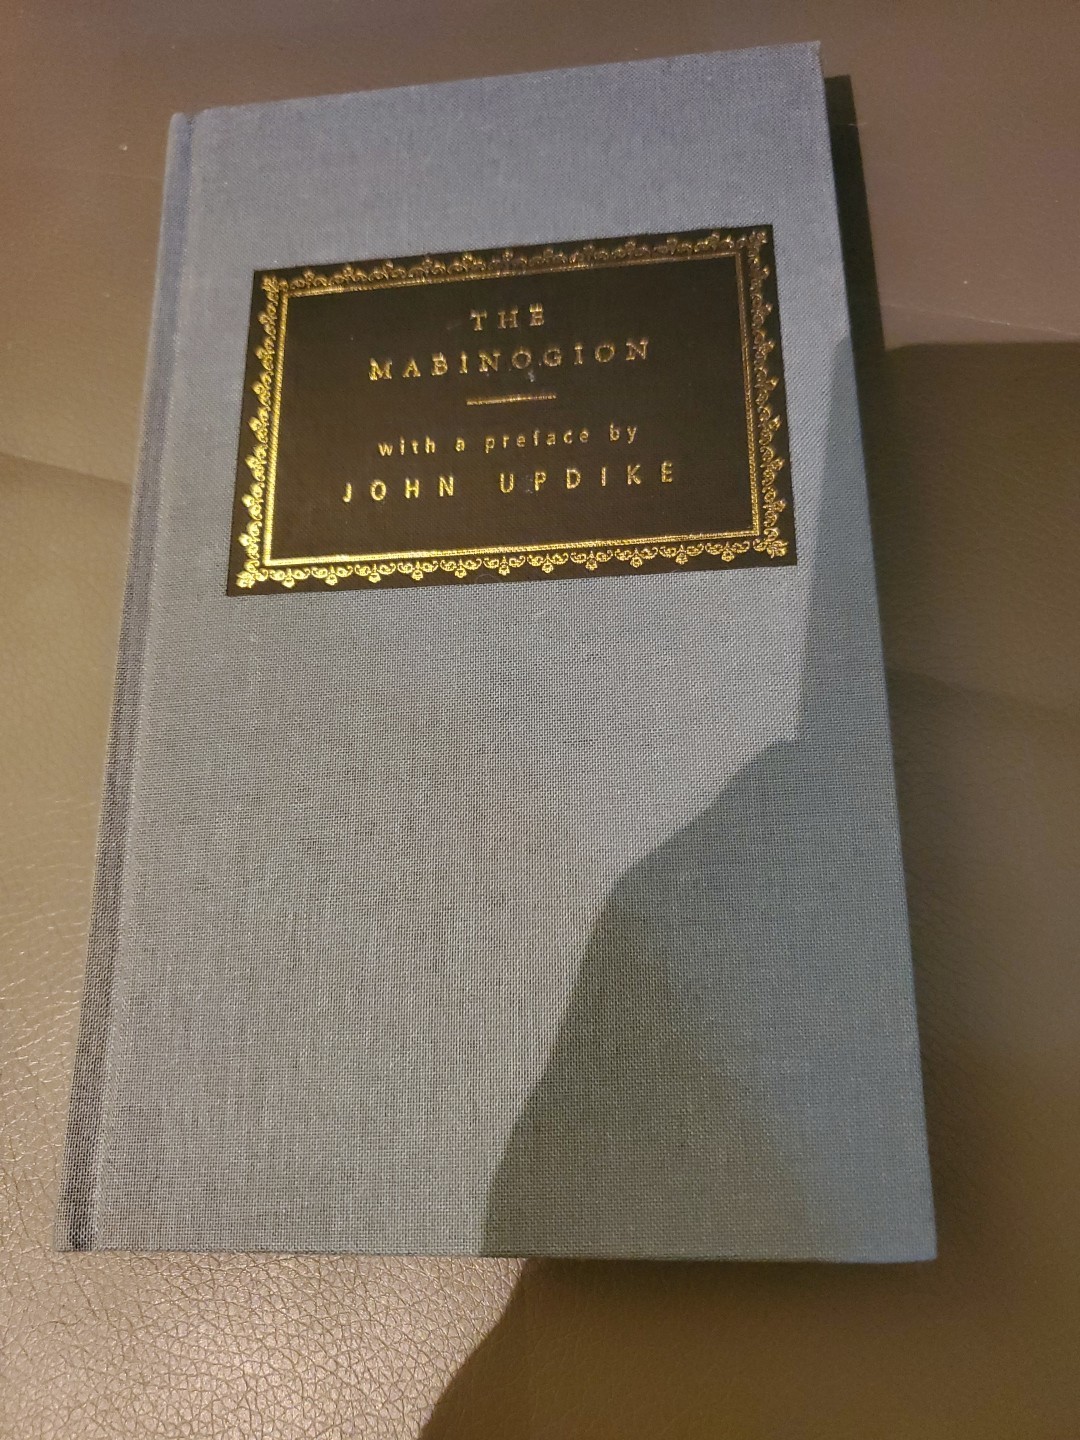 THE
MABINOGION
with a preface by
JOHN UPDIKE